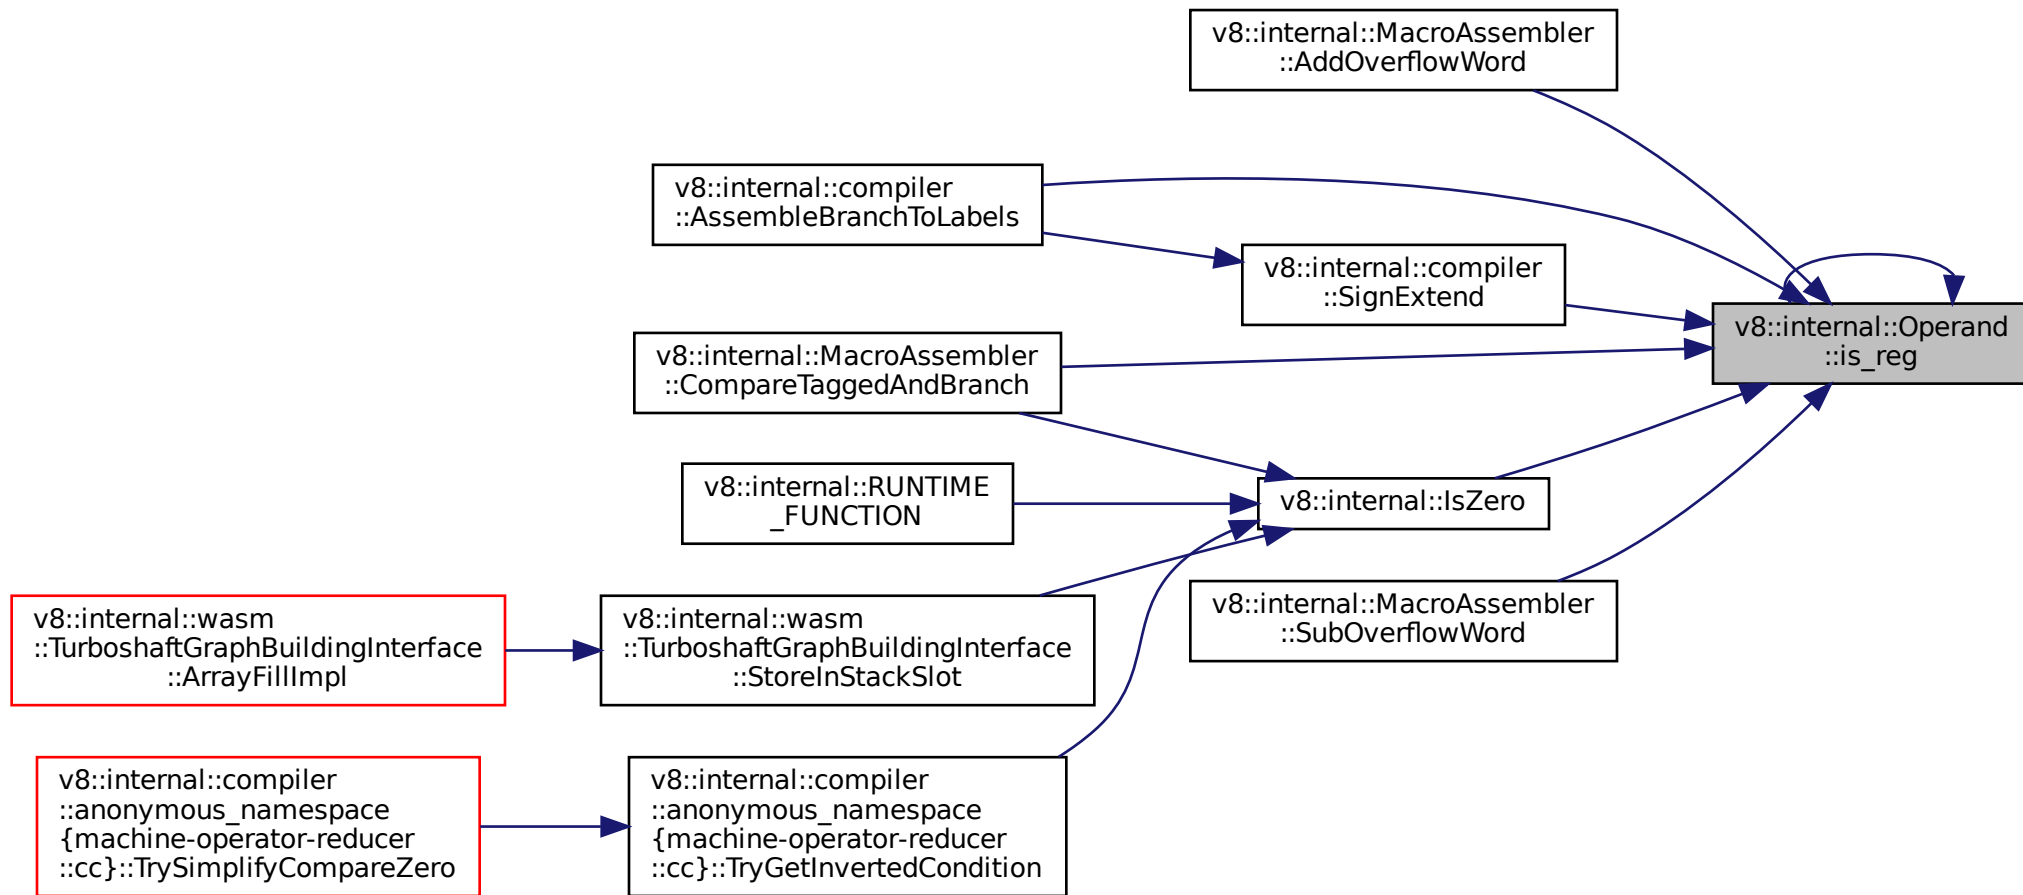 v8::internal::MacroAssembler
::AddOverflowWord
v8::internal::compiler
::AssembleBranchToLabels
v8::internal::compiler
::SignExtend
v8::internal::Operand
::is_reg
v8::internal::MacroAssembler
::CompareTaggedAndBranch
v8::internal::RUNTIME
_FUNCTION
v8::internal::IsZero
v8::internal::MacroAssembler
::SubOverflowWord
v8::internal::wasm
::TurboshaftGraphBuildingInterface
::ArrayFillImpl
v8::internal::wasm
::TurboshaftGraphBuildingInterface
::StoreInStackSlot
v8::internal::compiler
::anonymous_namespace
{machine-operator-reducer
::cc}::TrySimplifyCompareZero
v8::internal::compiler
::anonymous_namespace
{machine-operator-reducer
::cc}::TryGetInvertedCondition